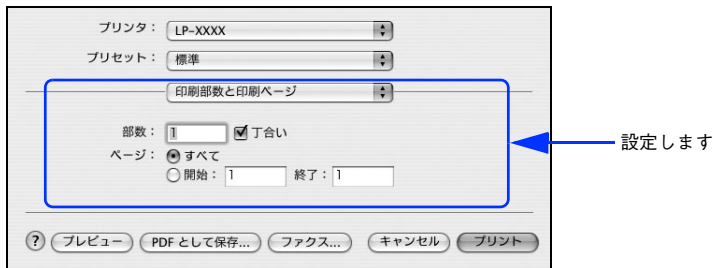 プリンタ： LP-XXXX
プリセット： 標準
印刷部数と印刷ページ
部数： 1 丁合い
ページ： すべて
開始： 1 終了： 1
設定します
? プレビュー PDF として保存... ファクス... キャンセル プリント